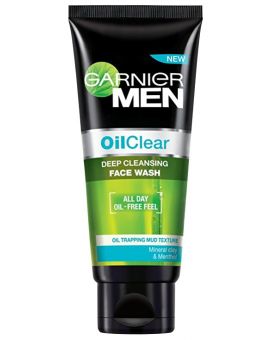 NEW
GARNIER
MEN
OilClear
DEEP CLEANSING
FACE WASH
ALL DAY
OIL-FREE FEEL
OIL TRAPPING MUD TEXTURE
Mineral clay
& Menthol